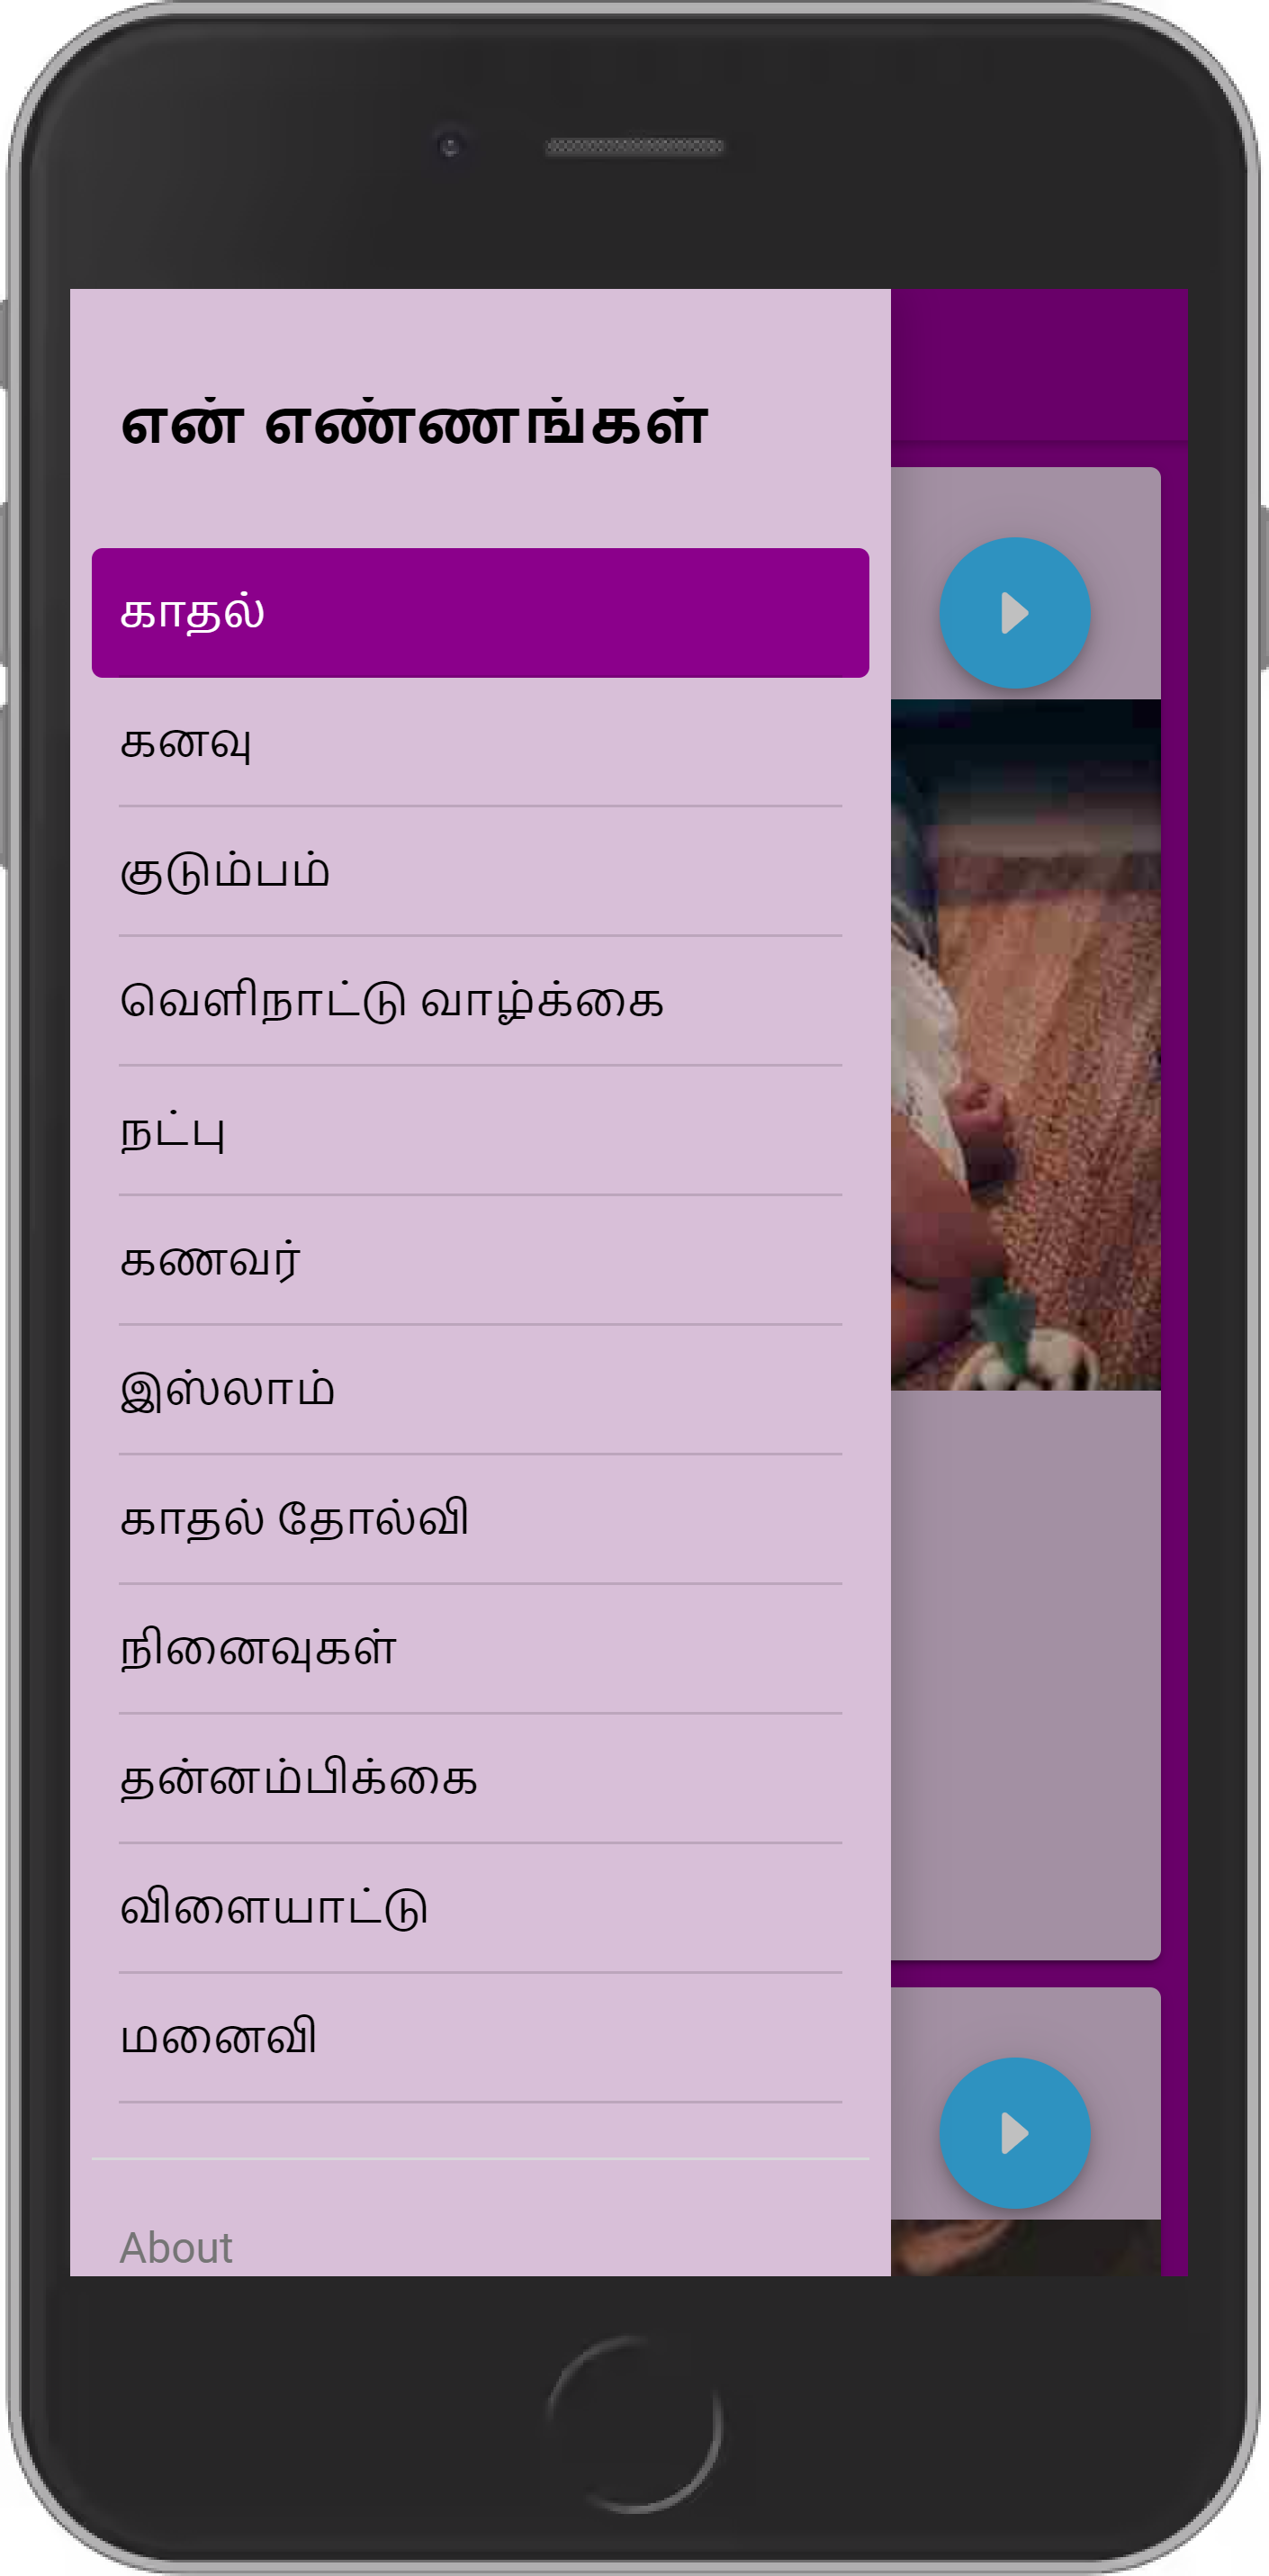 என் எண்ணங்கள்
காதல்
கனவு
குடும்பம்
வெளிநாட்டு வாழ்க்கை
நட்பு
கணவர்
இஸ்லாம்
காதல் தோல்வி
நினைவுகள்
தன்னம்பிக்கை
விளையாட்டு
மனைவி
About